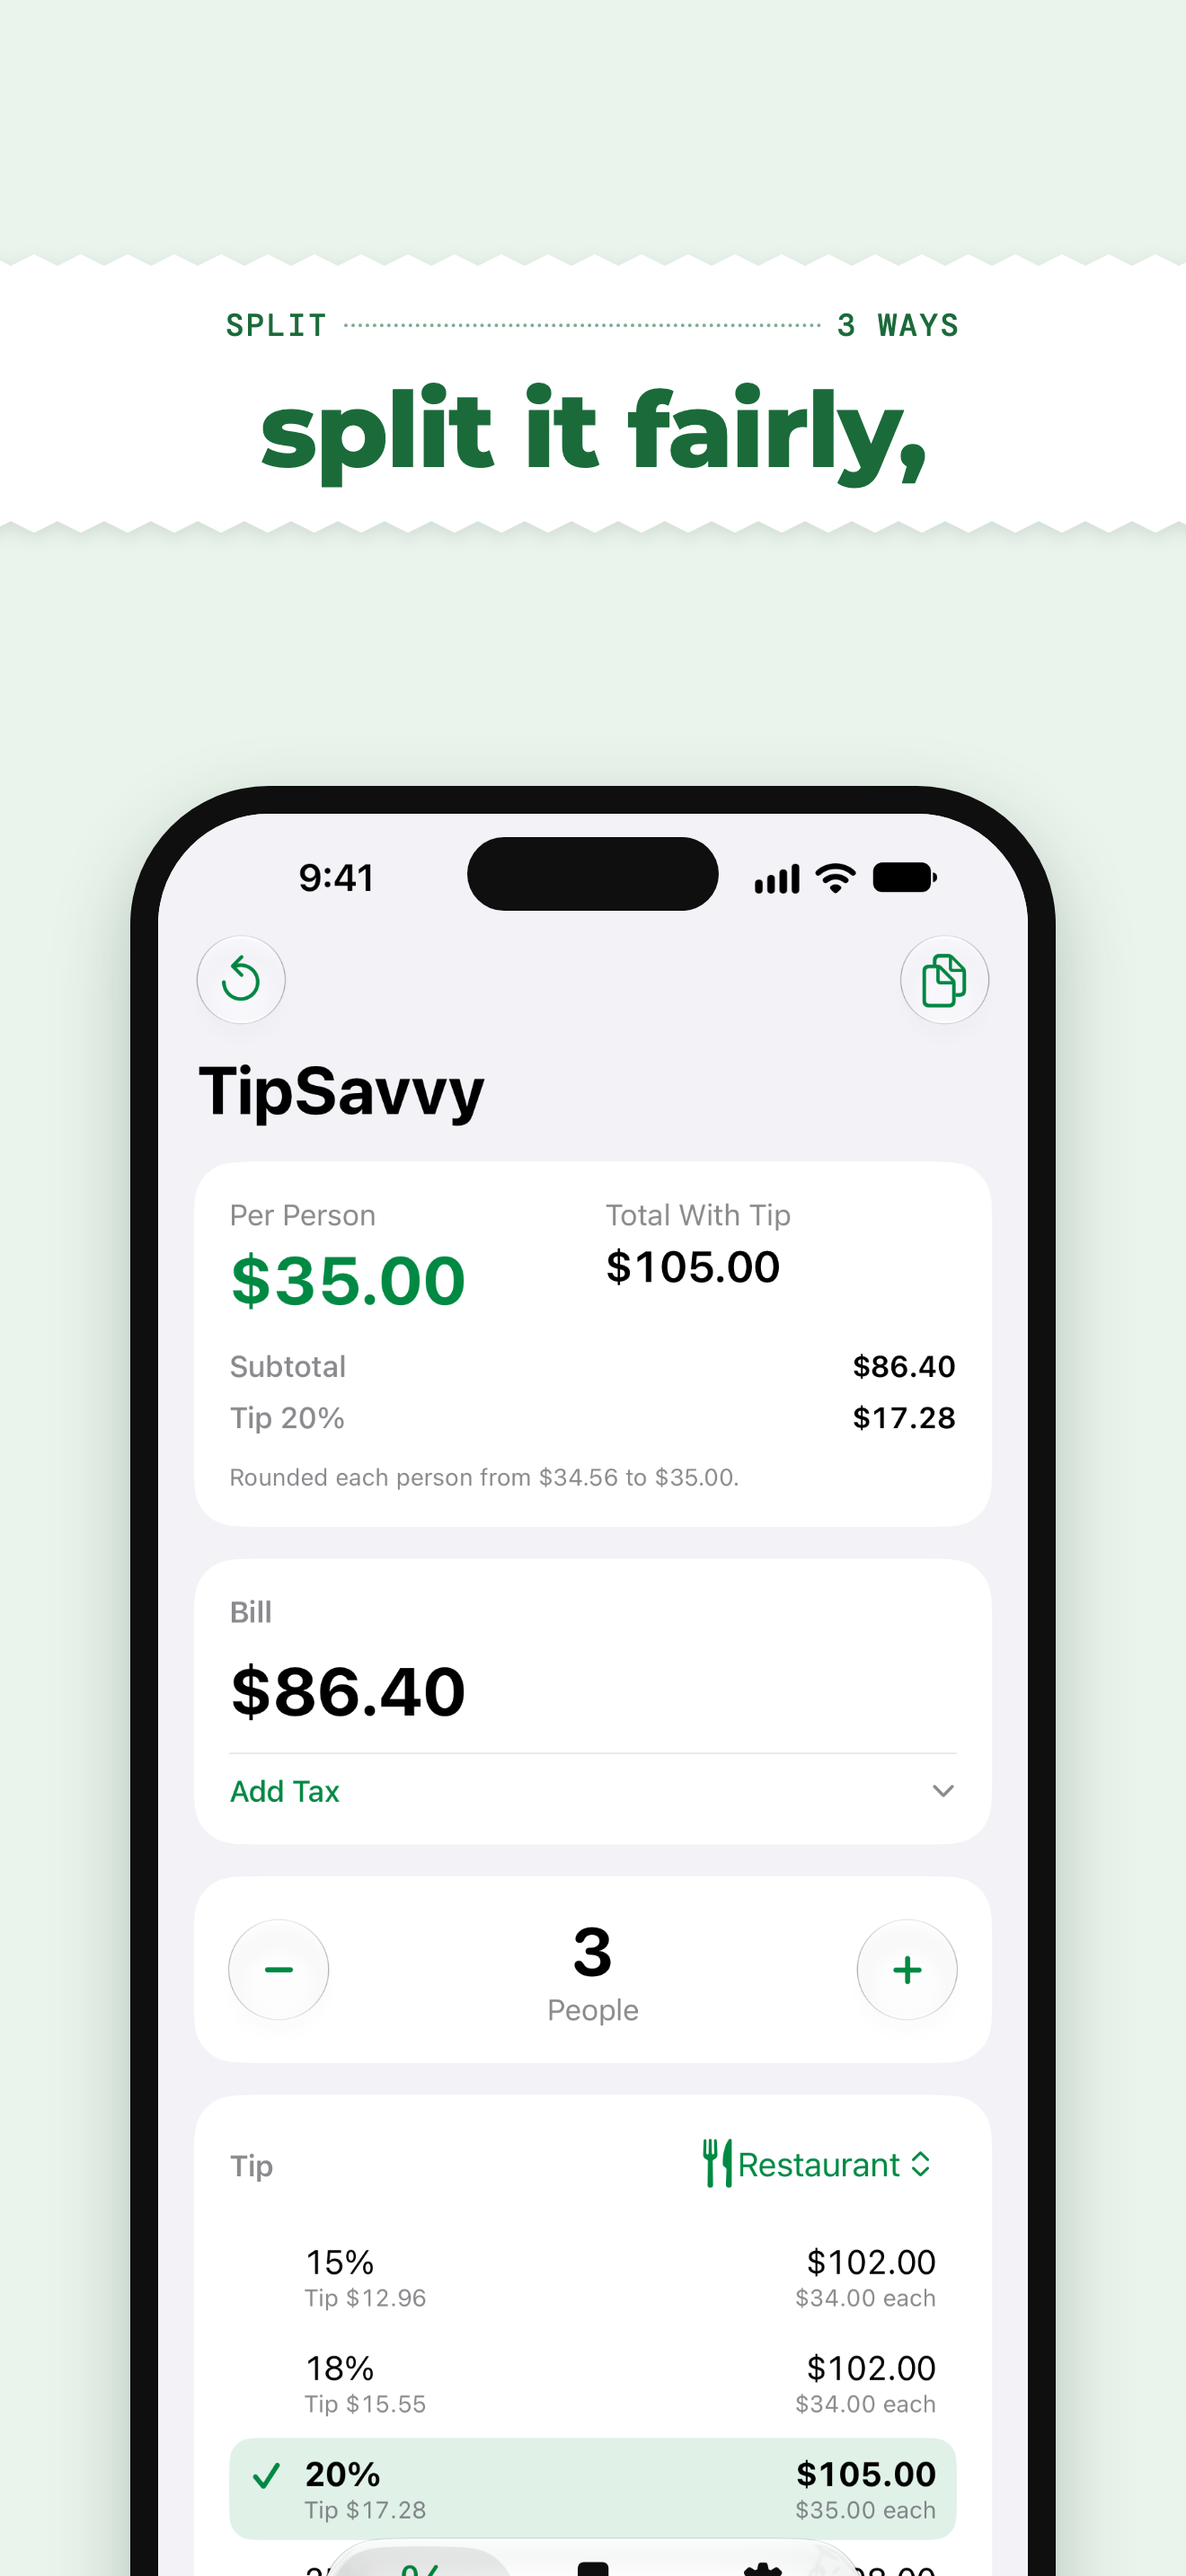 SPLIT 3 WAYS
split it fairly,
9:41
TipSavvy
Per Person Total With Tip
$35.00 $105.00
Subtotal $86.40
Tip 20% $17.28
Rounded each person from $34.56 to $35.00.
Bill
$86.40
Add Tax
3
People
Tip Restaurant
15% $102.00
Tip $12.96 $34.00 each
18% $102.00
Tip $15.55 $34.00 each
20% $105.00
Tip $17.28 $35.00 each